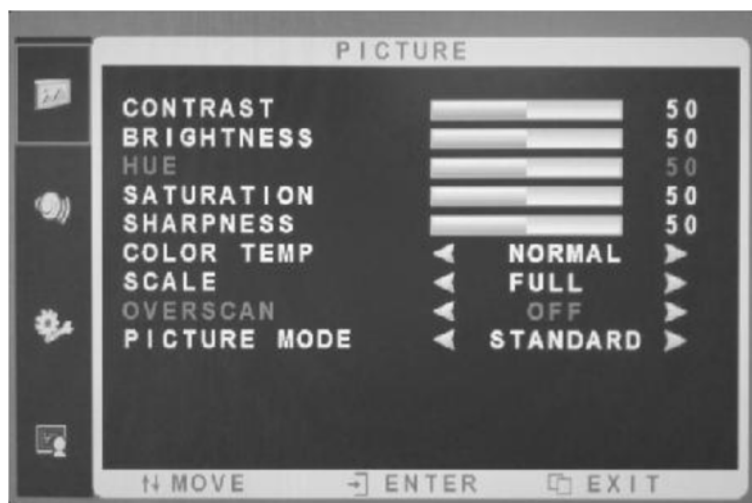 PICTURE
CONTRAST 50
BRIGHTNESS 50
HUE 50
SATURATION 50
SHARPNESS 50
COLOR TEMP NORMAL
SCALE FULL
OVERSCAN OFF
PICTURE MODE STANDARD
MOVE ENTER EXIT